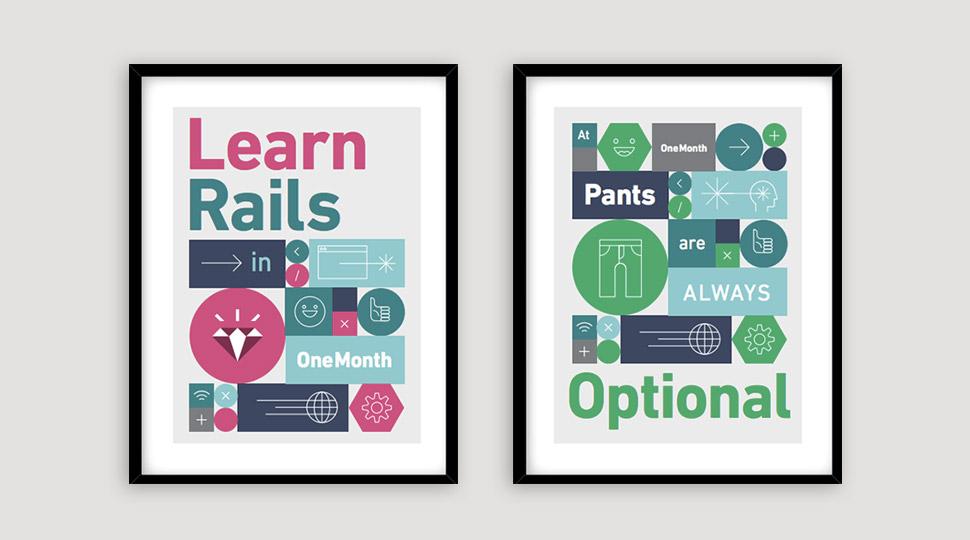 Learn
Rails
in
<
/
OneMonth
At
OneMonth
Pants
<
/
are
ALWAYS
Optional